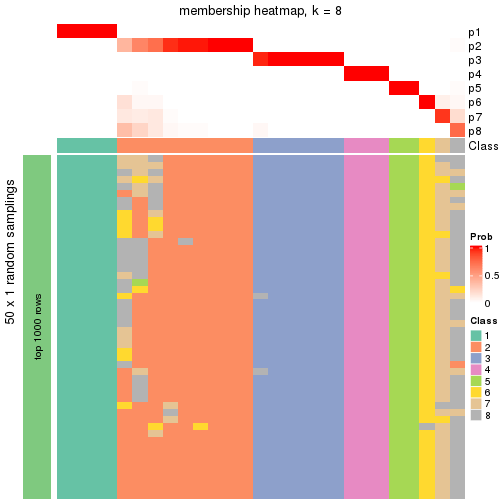 membership heatmap, k = 8
p1
p2
p3
p4
p5
p6
p7
p8
Class
50 x 1 random samplings
top 1000 rows
Prob
1
0.5
0
Class
1
2
3
4
5
6
7
8